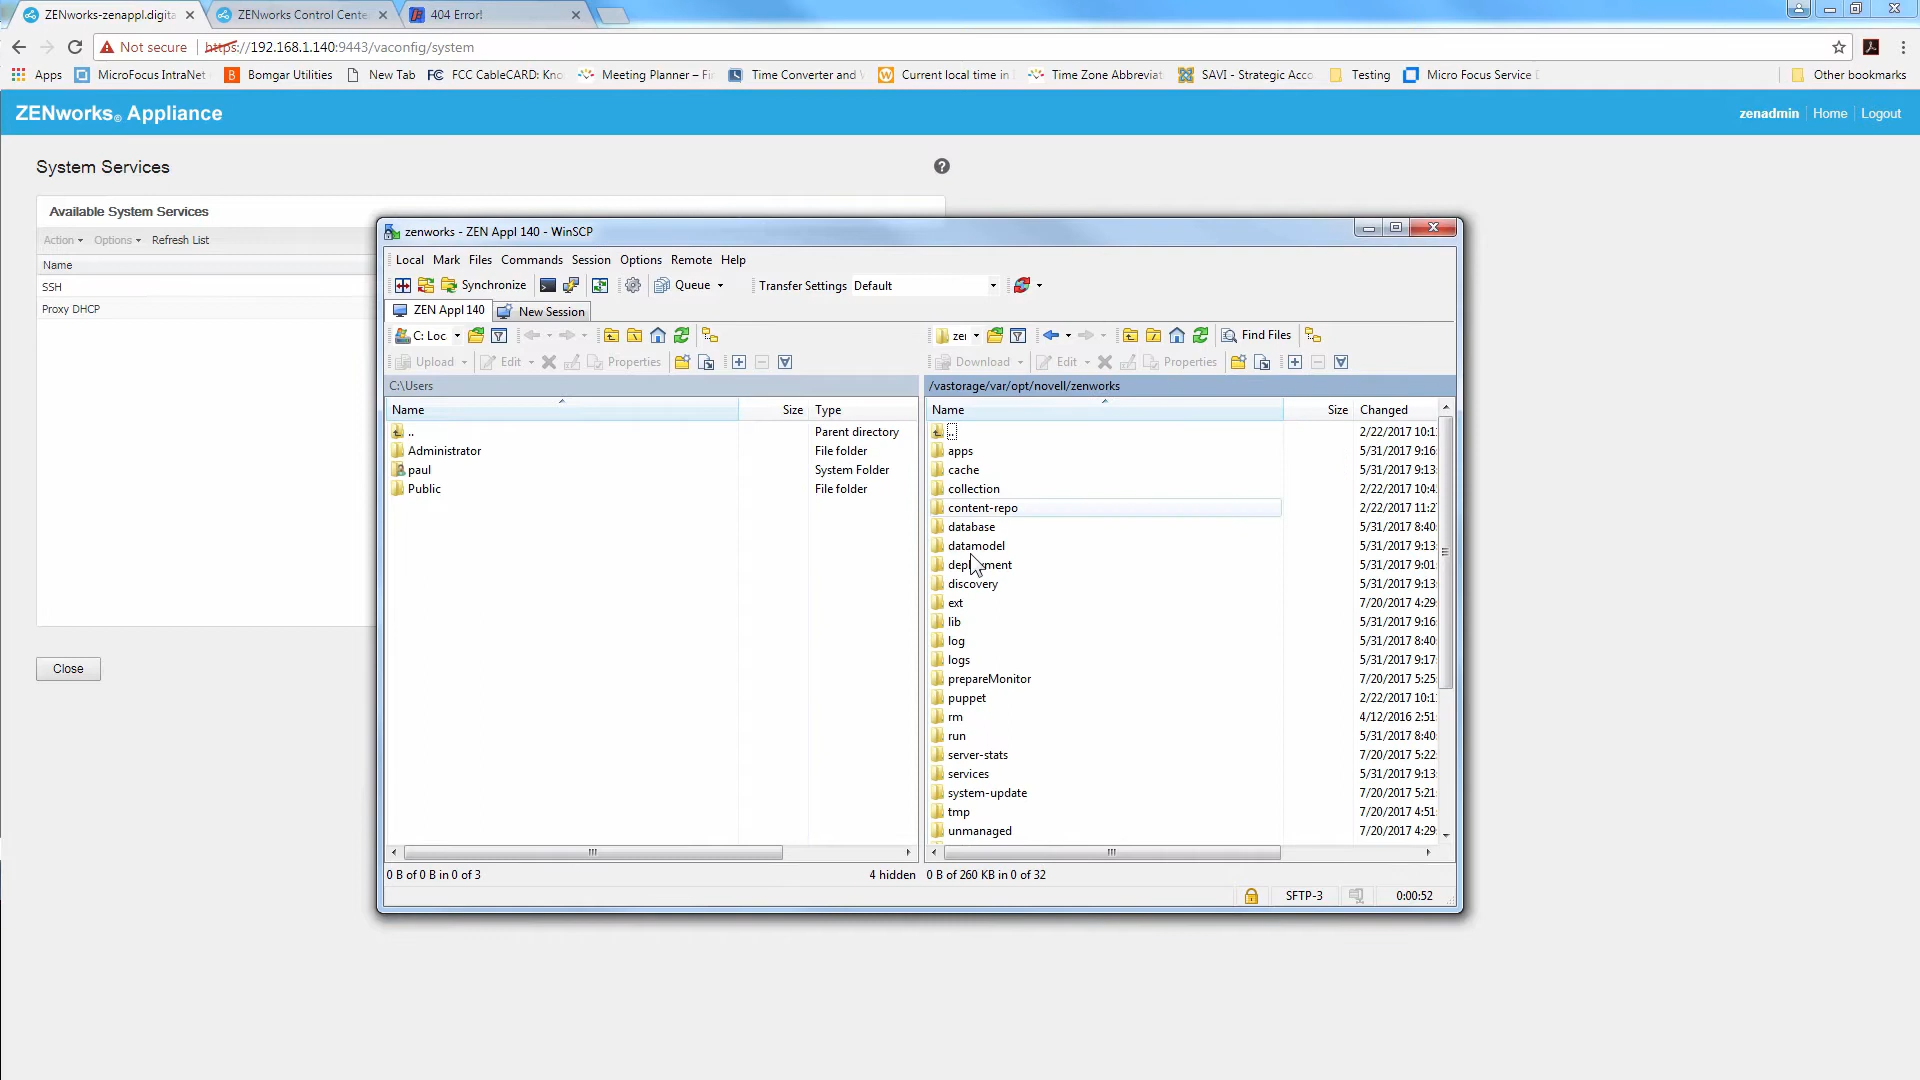 ZENworks-zenappl.digita
ZENworks Control Cente
404 Error!
Not secure
https://192.168.1.140:9443/vaconfig/system
Apps
MicroFocus IntraNet
Bomgar Utilities
New Tab
FCC CableCARD: Kno
Meeting Planner – Fi
Time Converter and
Current local time in
Time Zone Abbreviat
SAVI - Strategic Acco
Testing
Micro Focus Service D
Other bookmarks
ZENworks® Appliance
zenadmin
Home
Logout
System Services
Available System Services
Action
Options
Refresh List
Name
SSH
Proxy DHCP
Close
zenworks - ZEN Appl 140 - WinSCP
Local Mark Files Commands Session Options Remote Help
Synchronize
Queue
Transfer Settings Default
ZEN Appl 140
New Session
C: Loc
zer
Find Files
Upload
Edit
Properties
Download
Edit
Properties
C:\Users
/vastorage/var/opt/novell/zenworks
Name Size Type
.. Parent directory
Administrator File folder
paul System Folder
Public File folder
Name Size Changed
.. 2/22/2017 10:1
apps 5/31/2017 9:16:
cache 5/31/2017 9:13:
collection 2/22/2017 10:4
content-repo 2/22/2017 11:2
database 5/31/2017 8:40:
datamodel 5/31/2017 9:13:
deployment 5/31/2017 9:01:
discovery 5/31/2017 9:13:
ext 7/20/2017 4:29:
lib 5/31/2017 9:16:
log 5/31/2017 8:40:
logs 5/31/2017 9:17:
prepareMonitor 7/20/2017 5:25:
puppet 2/22/2017 10:1
rm 4/12/2016 2:51:
run 5/31/2017 8:40:
server-stats 7/20/2017 5:22:
services 5/31/2017 9:13:
system-update 7/20/2017 5:21:
tmp 7/20/2017 4:51:
unmanaged 7/20/2017 4:29:
0 B of 0 B in 0 of 3
4 hidden
0 B of 260 KB in 0 of 32
SFTP-3
0:00:52